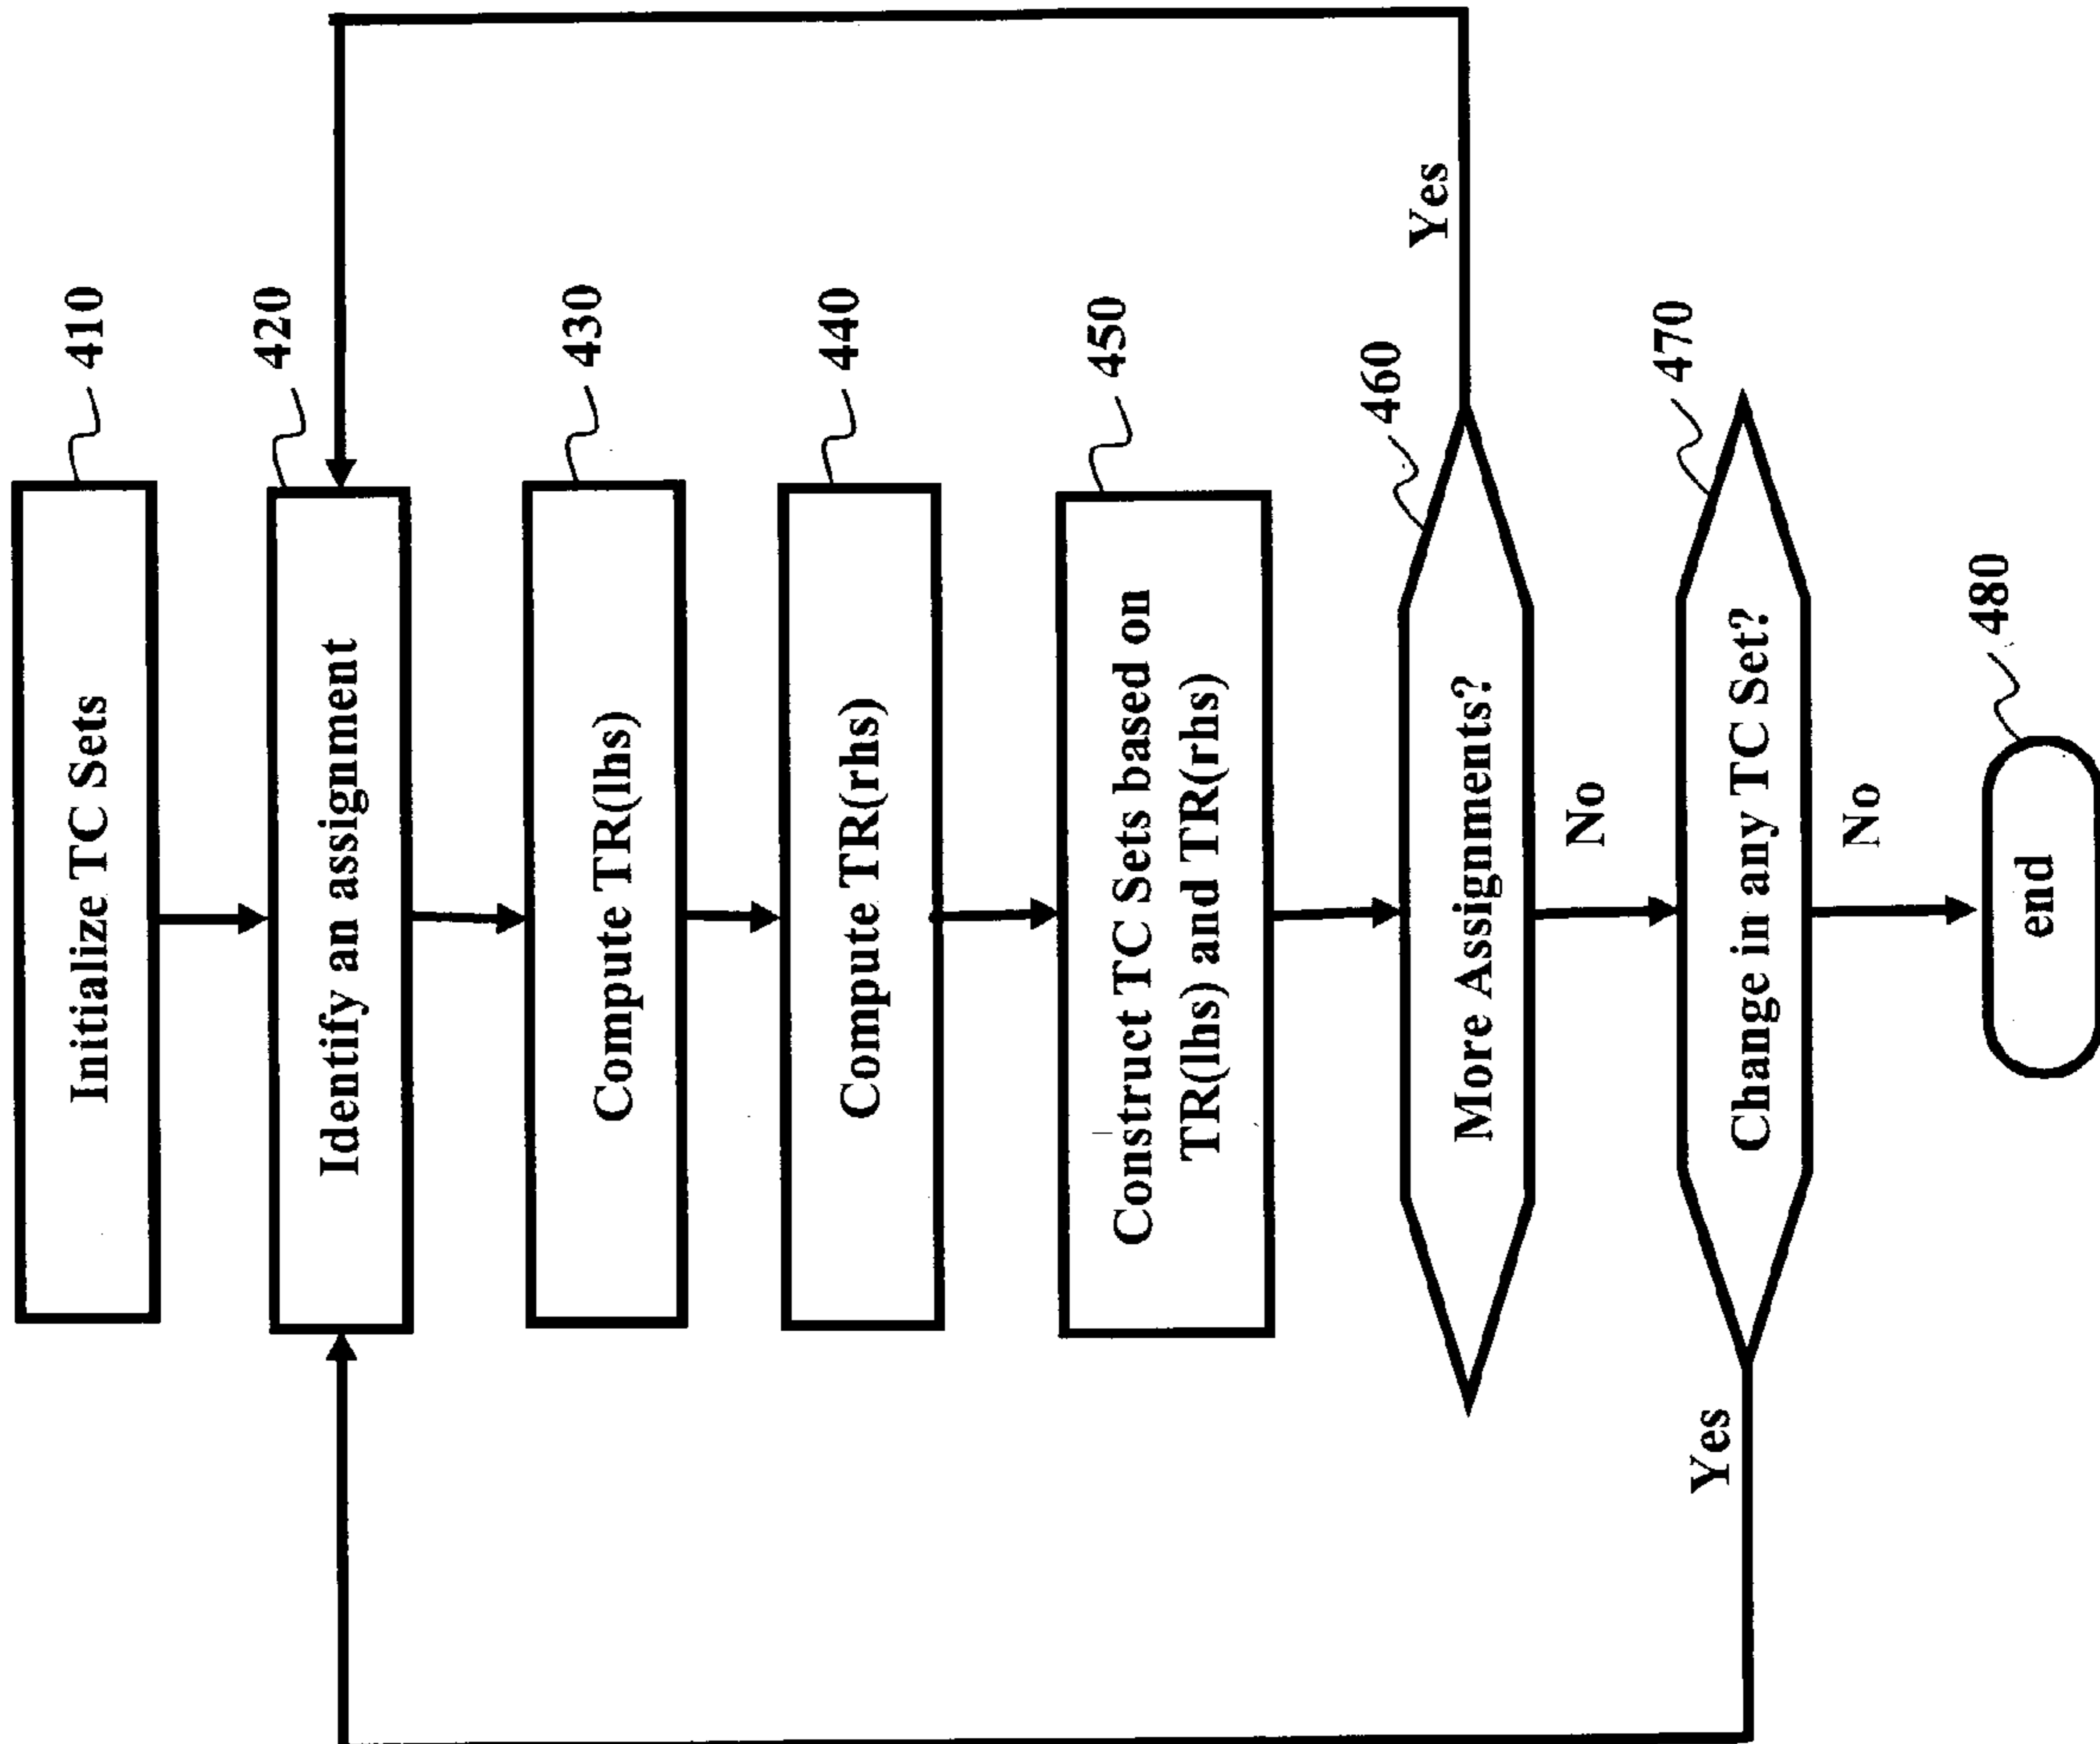 Initialize TC Sets
410
Identify an assignment
420
Compute TR(lhs)
430
Compute TR(rhs)
440
Construct TC Sets based on
TR(lhs) and TR(rhs)
450
More Assignments?
460
Yes
No
Change in any TC Set?
470
Yes
No
end
480